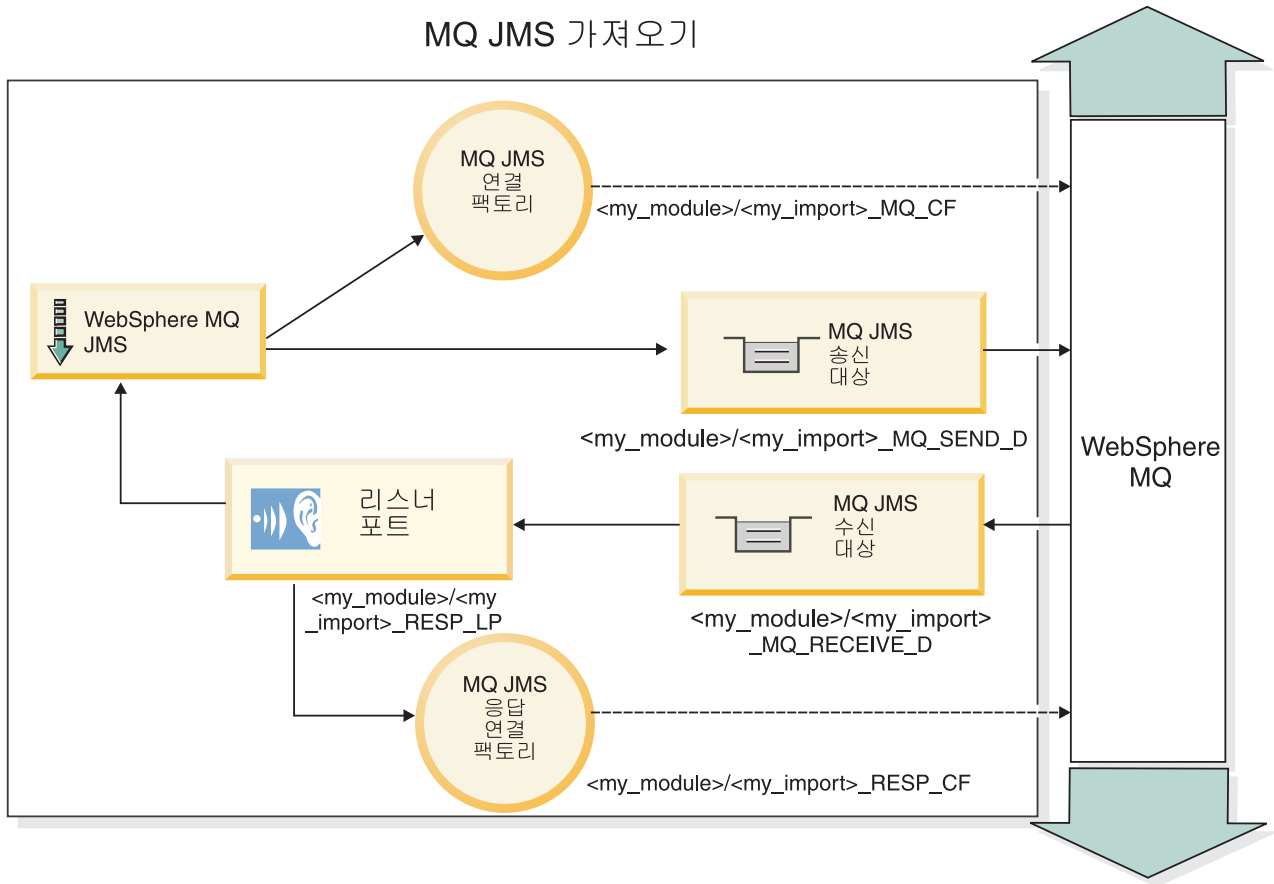 MQ JMS 가져오기
MQ JMS
연결
팩토리
<my_module>/<my_import>_MQ_CF
WebSphere MQ
JMS
MQ JMS
송신
대상
<my_module>/<my_import>_MQ_SEND_D
WebSphere
MQ
리스너
포트
MQ JMS
수신
대상
<my_module>/<my
_import>_RESP_LP
<my_module>/<my_import>
_MQ_RECEIVE_D
MQ JMS
응답
연결
팩토리
<my_module>/<my_import>_RESP_CF